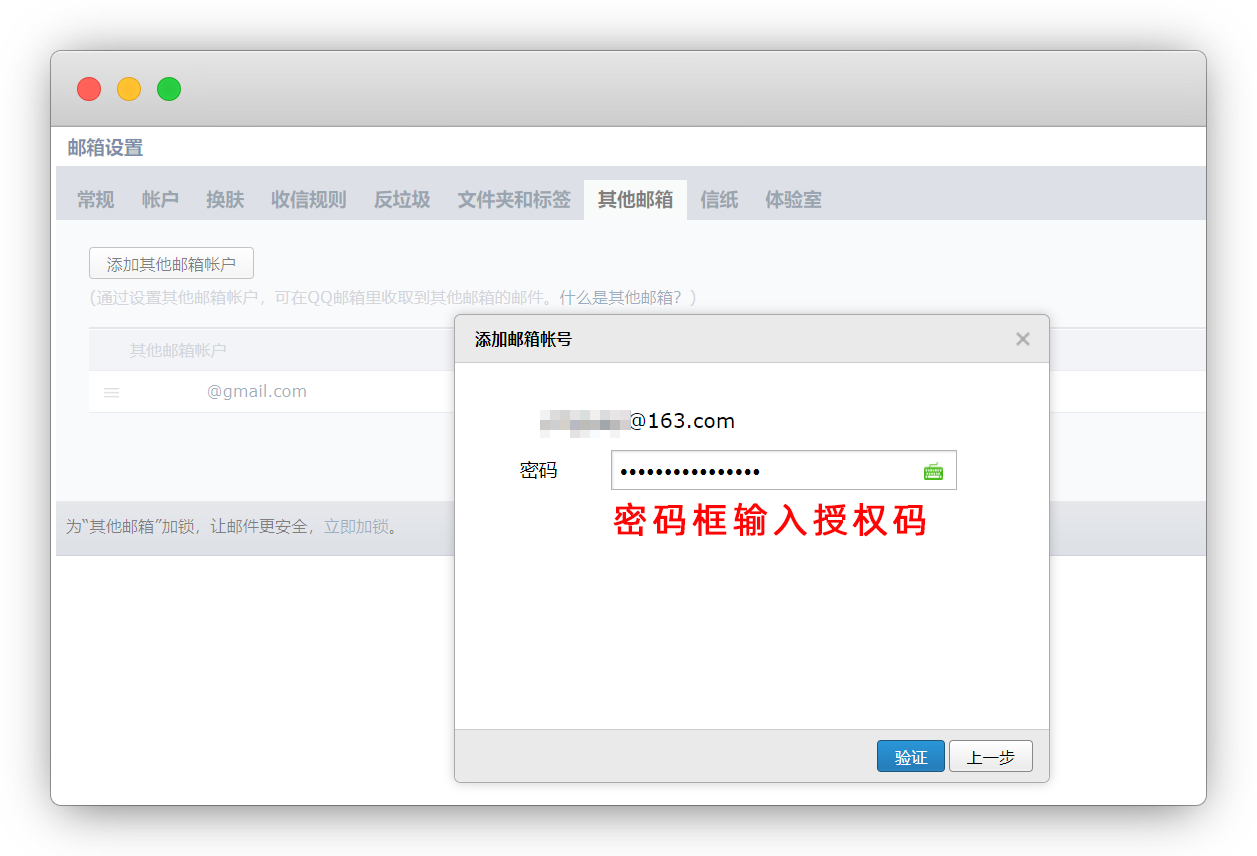 邮箱设置
常规 帐户 换肤 收信规则 反垃圾 文件夹和标签 其他邮箱 信纸 体验室
添加其他邮箱帐户
(通过设置其他邮箱帐户，可在QQ邮箱里收取到其他邮箱的邮件。什么是其他邮箱？)
其他邮箱帐户
@gmail.com
为“其他邮箱”加锁，让邮件更安全，立即加锁。
添加邮箱帐号
@163.com
密码
密码框输入授权码
验证 上一步